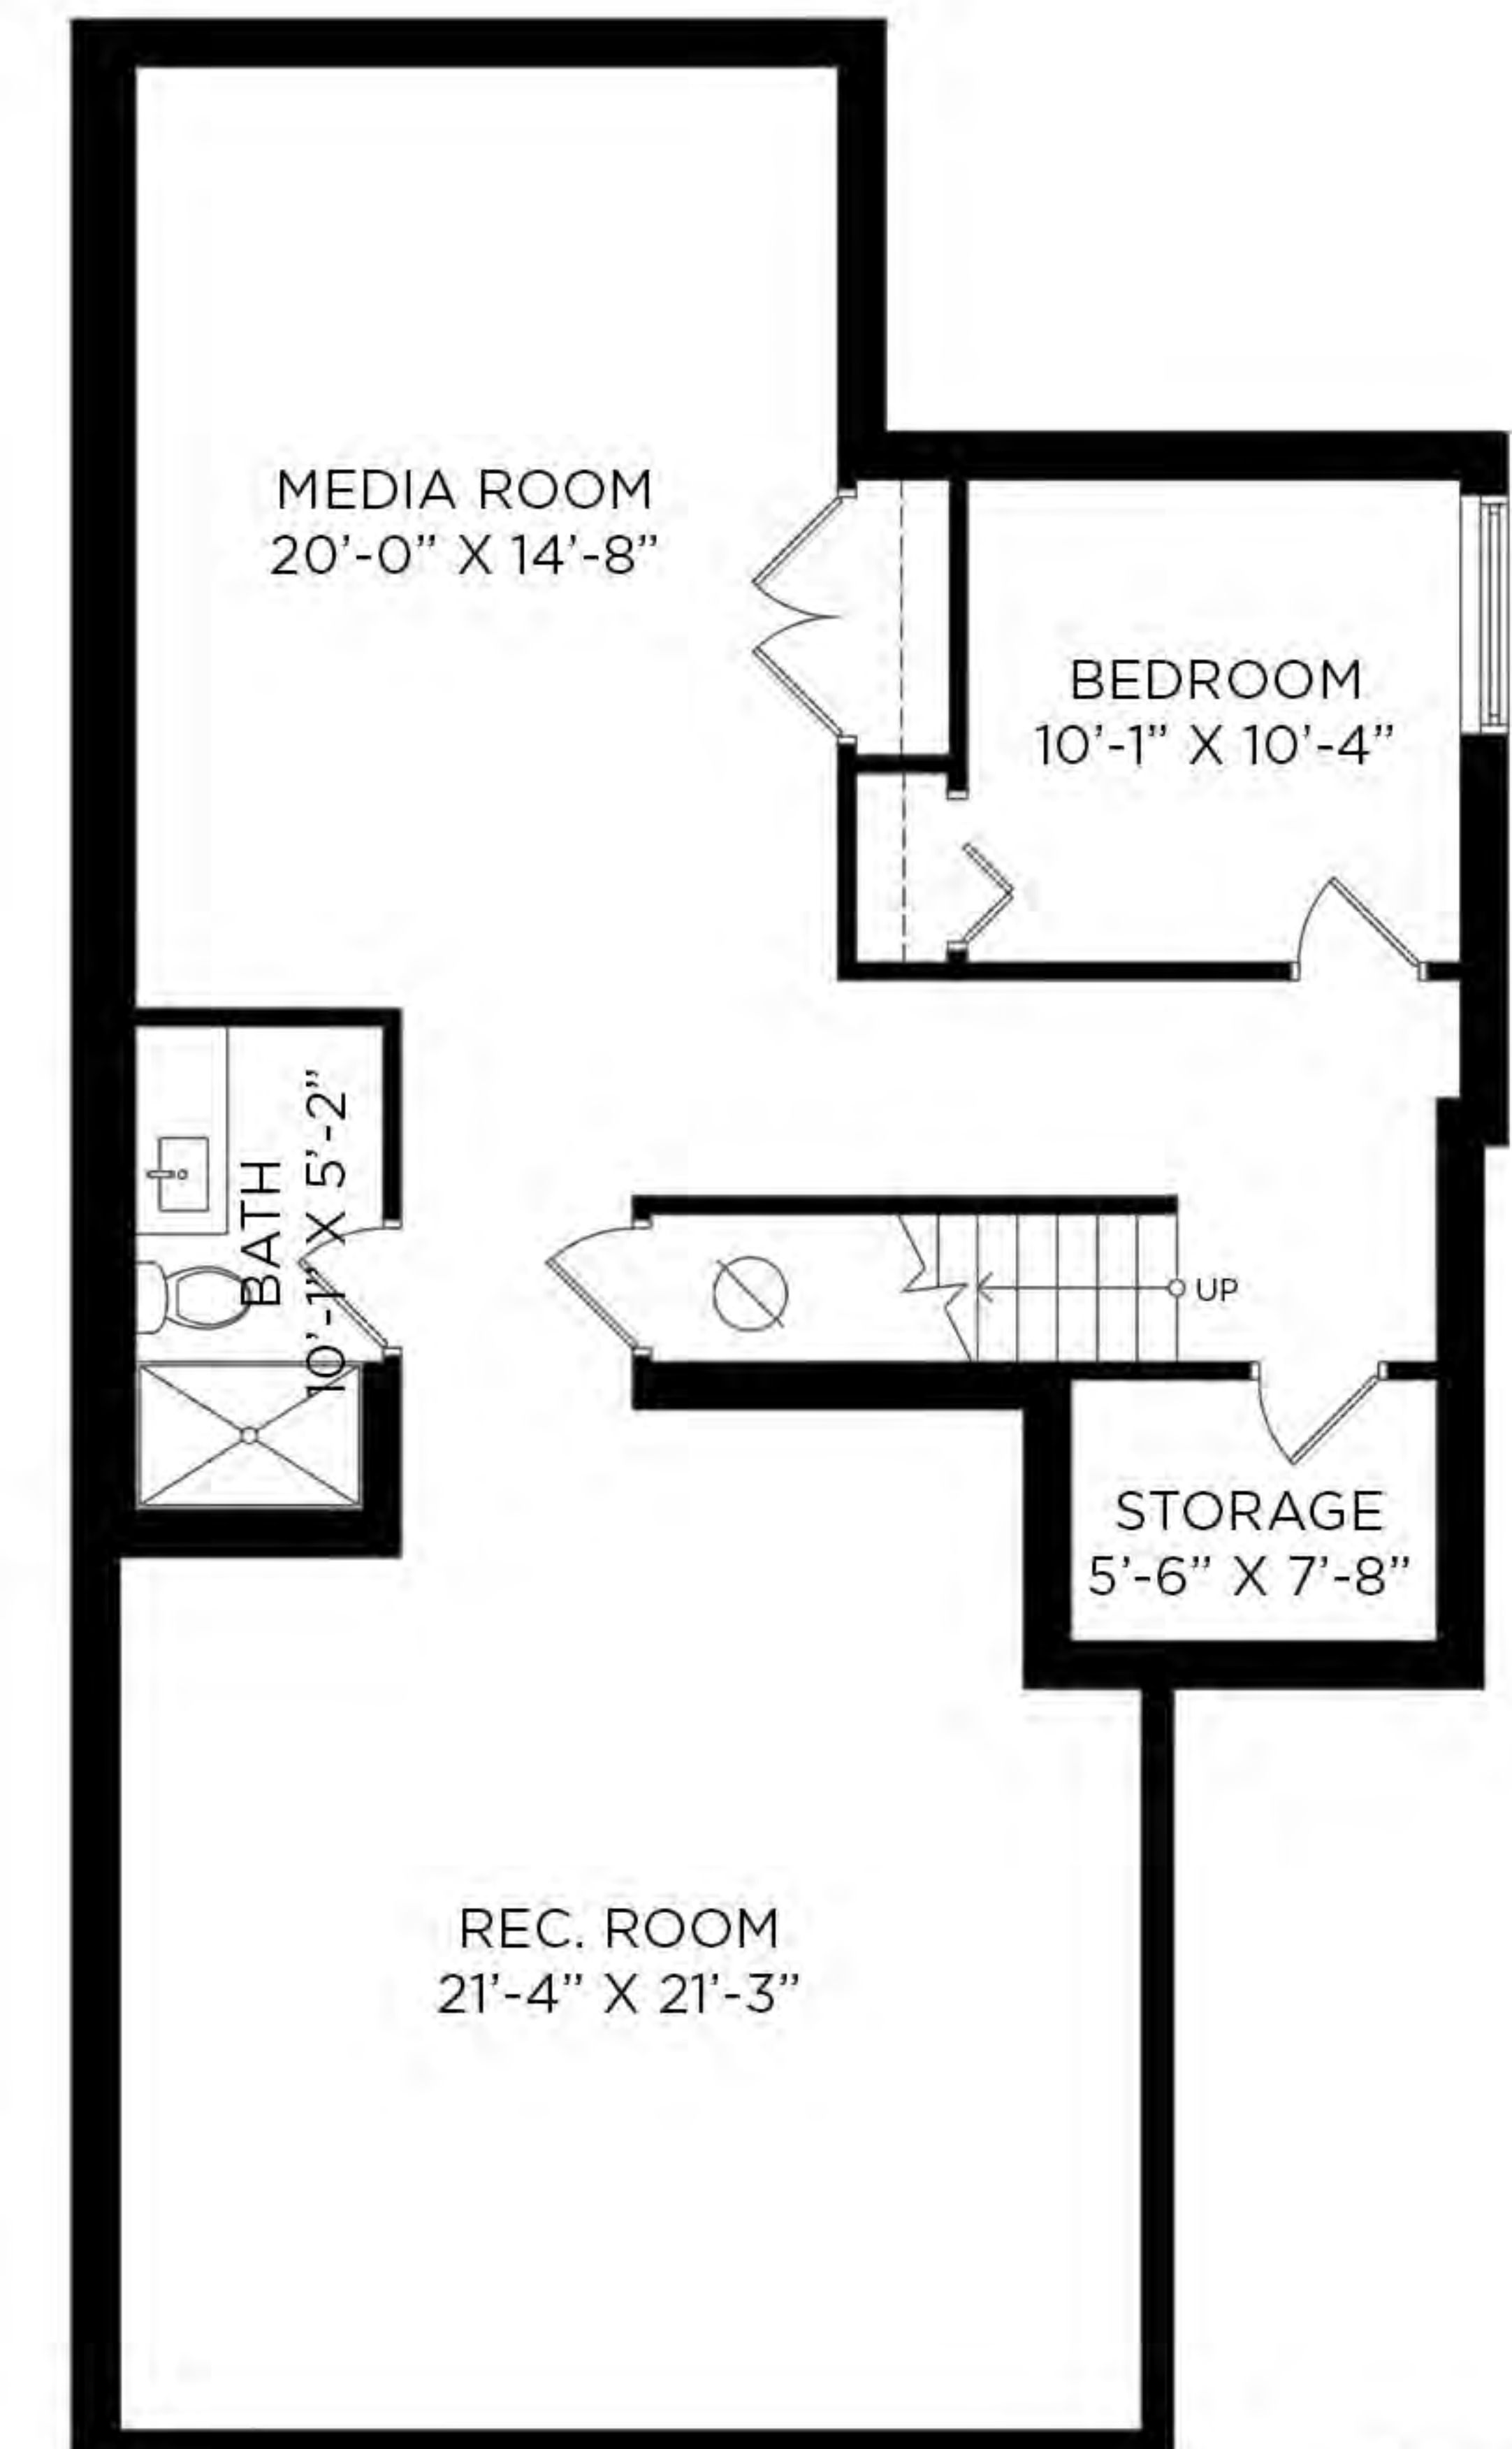 MEDIA ROOM
20’-0” X 14’-8”
BEDROOM
10’-1” X 10’-4”
BATH
10’-1” X 5’-2”
UP
STORAGE
5’-6” X 7’-8”
REC. ROOM
21’-4” X 21’-3”